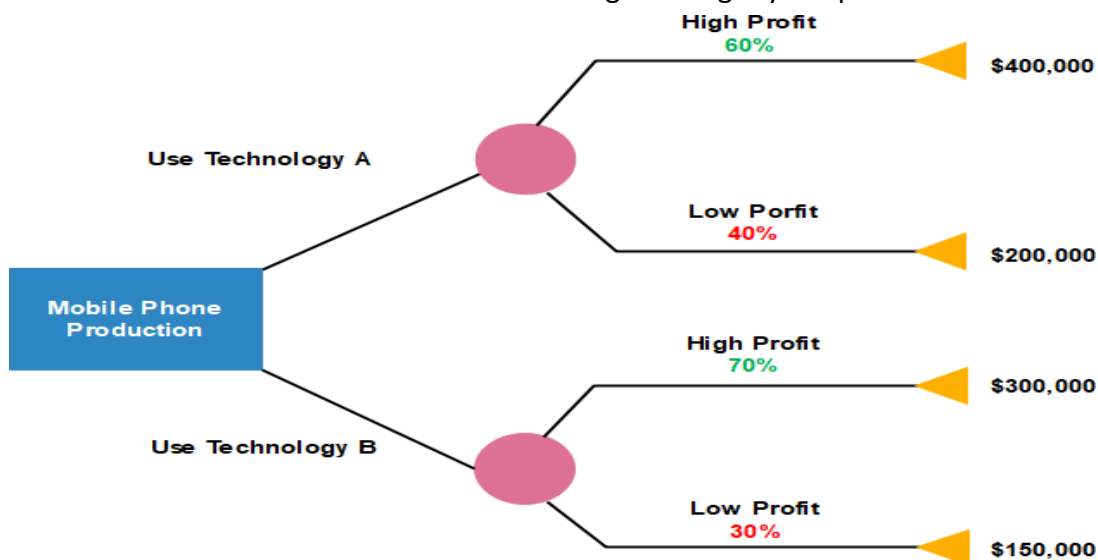 High Profit
60%
$400,000
Use Technology A
Low Porfit
40%
$200,000
Mobile Phone
Production
High Profit
70%
$300,000
Use Technology B
Low Profit
30%
$150,000